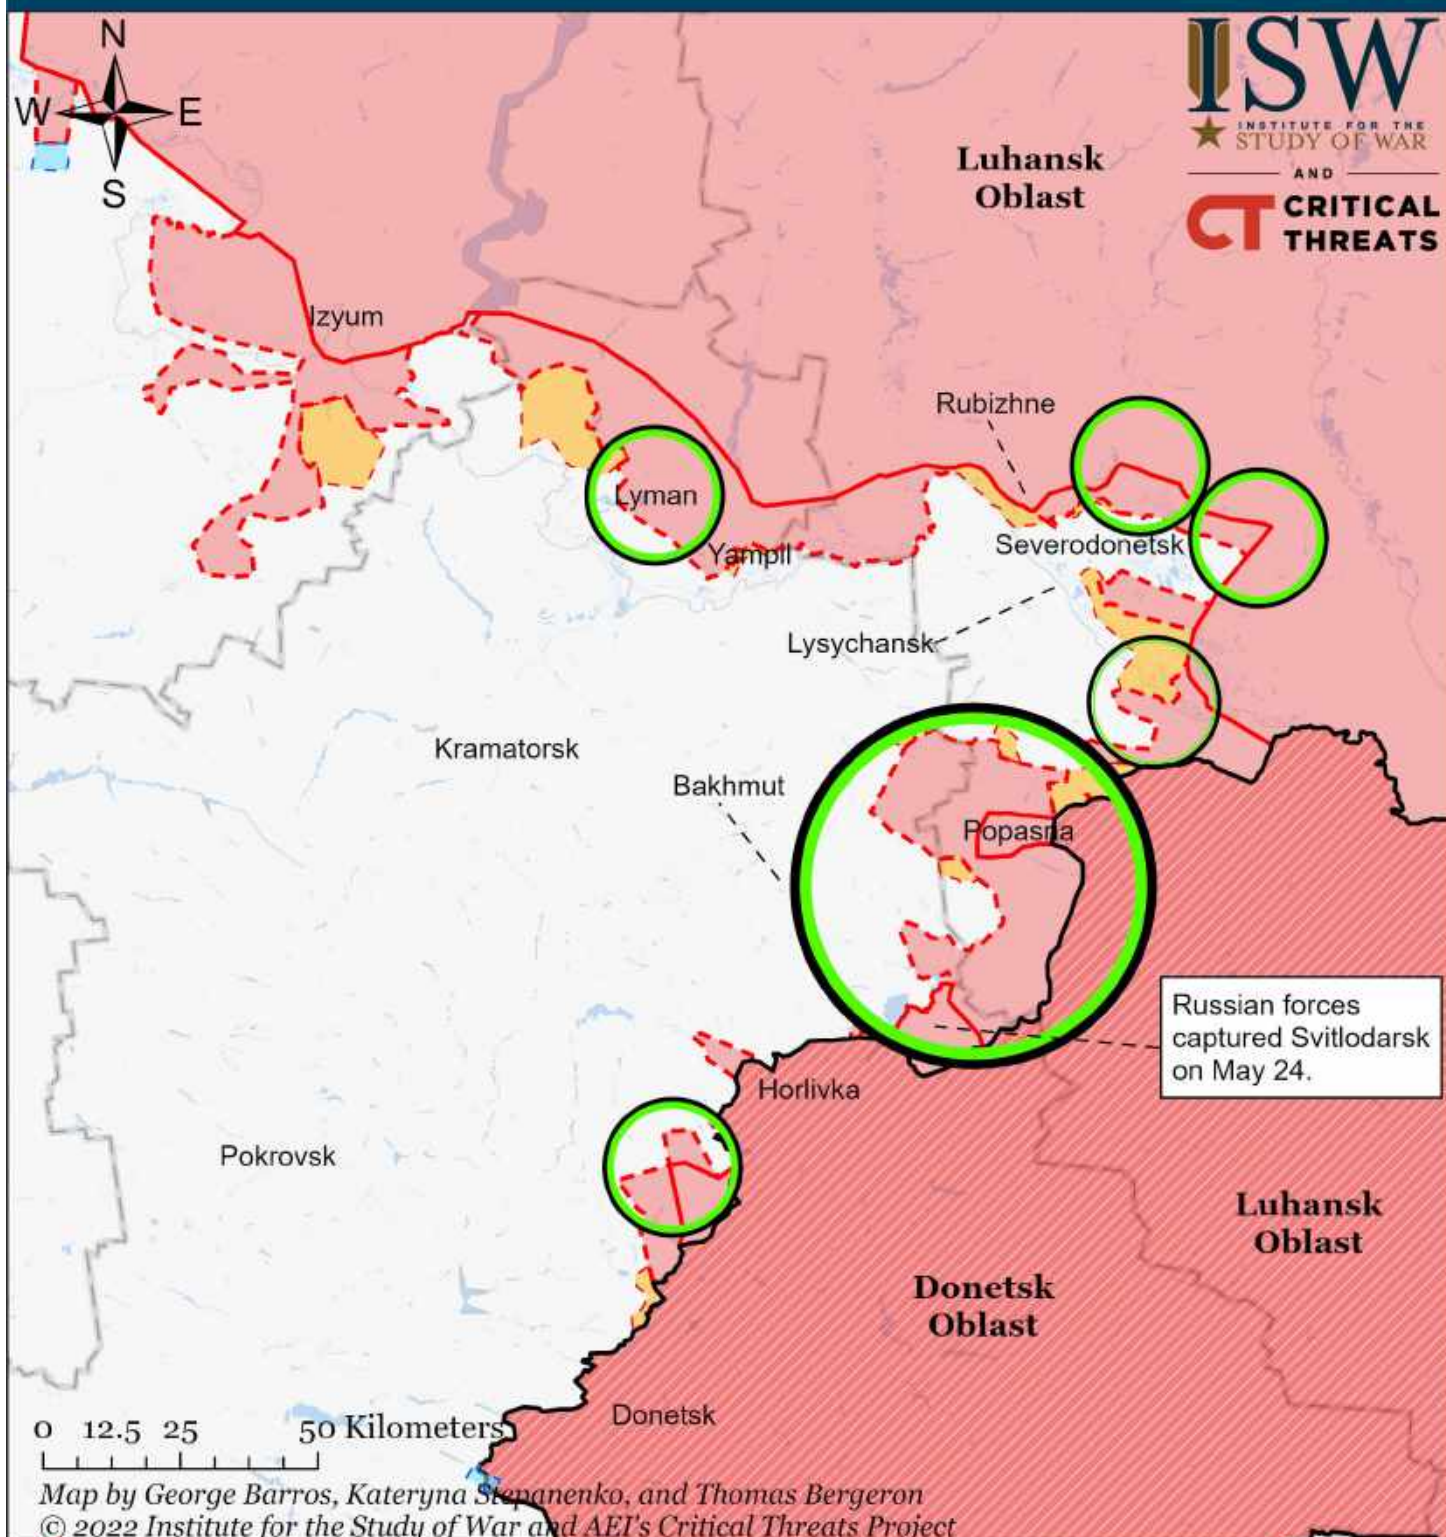 N
W
E
S
ISW
INSTITUTE FOR THE
STUDY OF WAR
AND
CT CRITICAL
THREATS
Luhansk
Oblast
Izyum
Rubizhne
Lyman
Severodonetsk
Yampil
Lysychansk
Kramatorsk
Bakhmut
Popasna
Russian forces
captured Svitlodarsk
on May 24.
Horlivka
Pokrovsk
Luhansk
Oblast
Donetsk
Oblast
Donetsk
0 12.5 25 50 Kilometers
Map by George Barros, Kateryna Stepanenko, and Thomas Bergeron
© 2022 Institute for the Study of War and AEI's Critical Threats Project